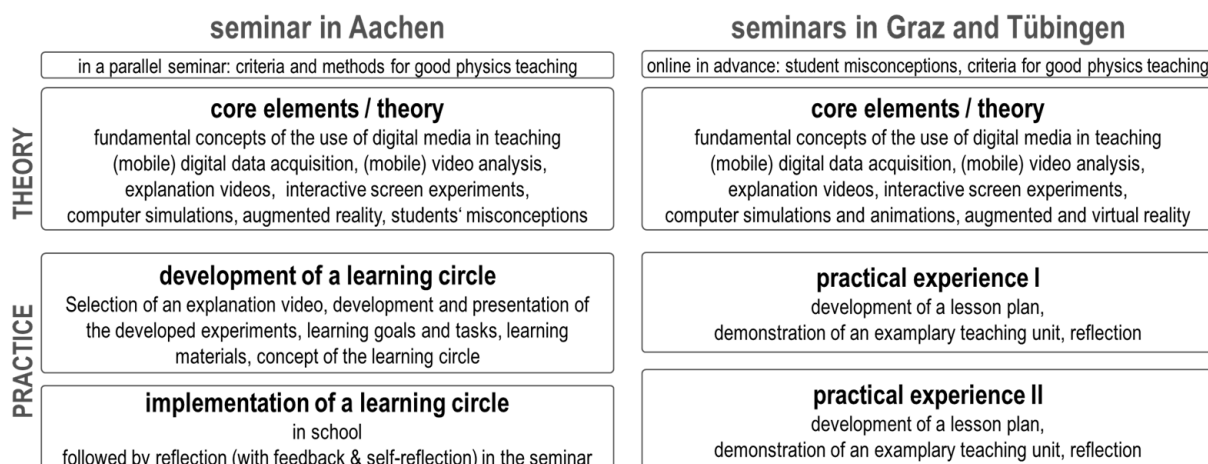 seminar in Aachen
in a parallel seminar: criteria and methods for good physics teaching
THEORY
core elements / theory
fundamental concepts of the use of digital media in teaching
(mobile) digital data acquisition, (mobile) video analysis,
explanation videos, interactive screen experiments,
computer simulations, augmented reality, students‘ misconceptions
PRACTICE
development of a learning circle
Selection of an explanation video, development and presentation of
the developed experiments, learning goals and tasks, learning
materials, concept of the learning circle
implementation of a learning circle
in school
followed by reflection (with feedback & self-reflection) in the seminar
seminars in Graz and Tübingen
online in advance: student misconceptions, criteria for good physics teaching
core elements / theory
fundamental concepts of the use of digital media in teaching
(mobile) digital data acquisition, (mobile) video analysis,
explanation videos, interactive screen experiments,
computer simulations and animations, augmented and virtual reality
practical experience I
development of a lesson plan,
demonstration of an examplary teaching unit, reflection
practical experience II
development of a lesson plan,
demonstration of an examplary teaching unit, reflection